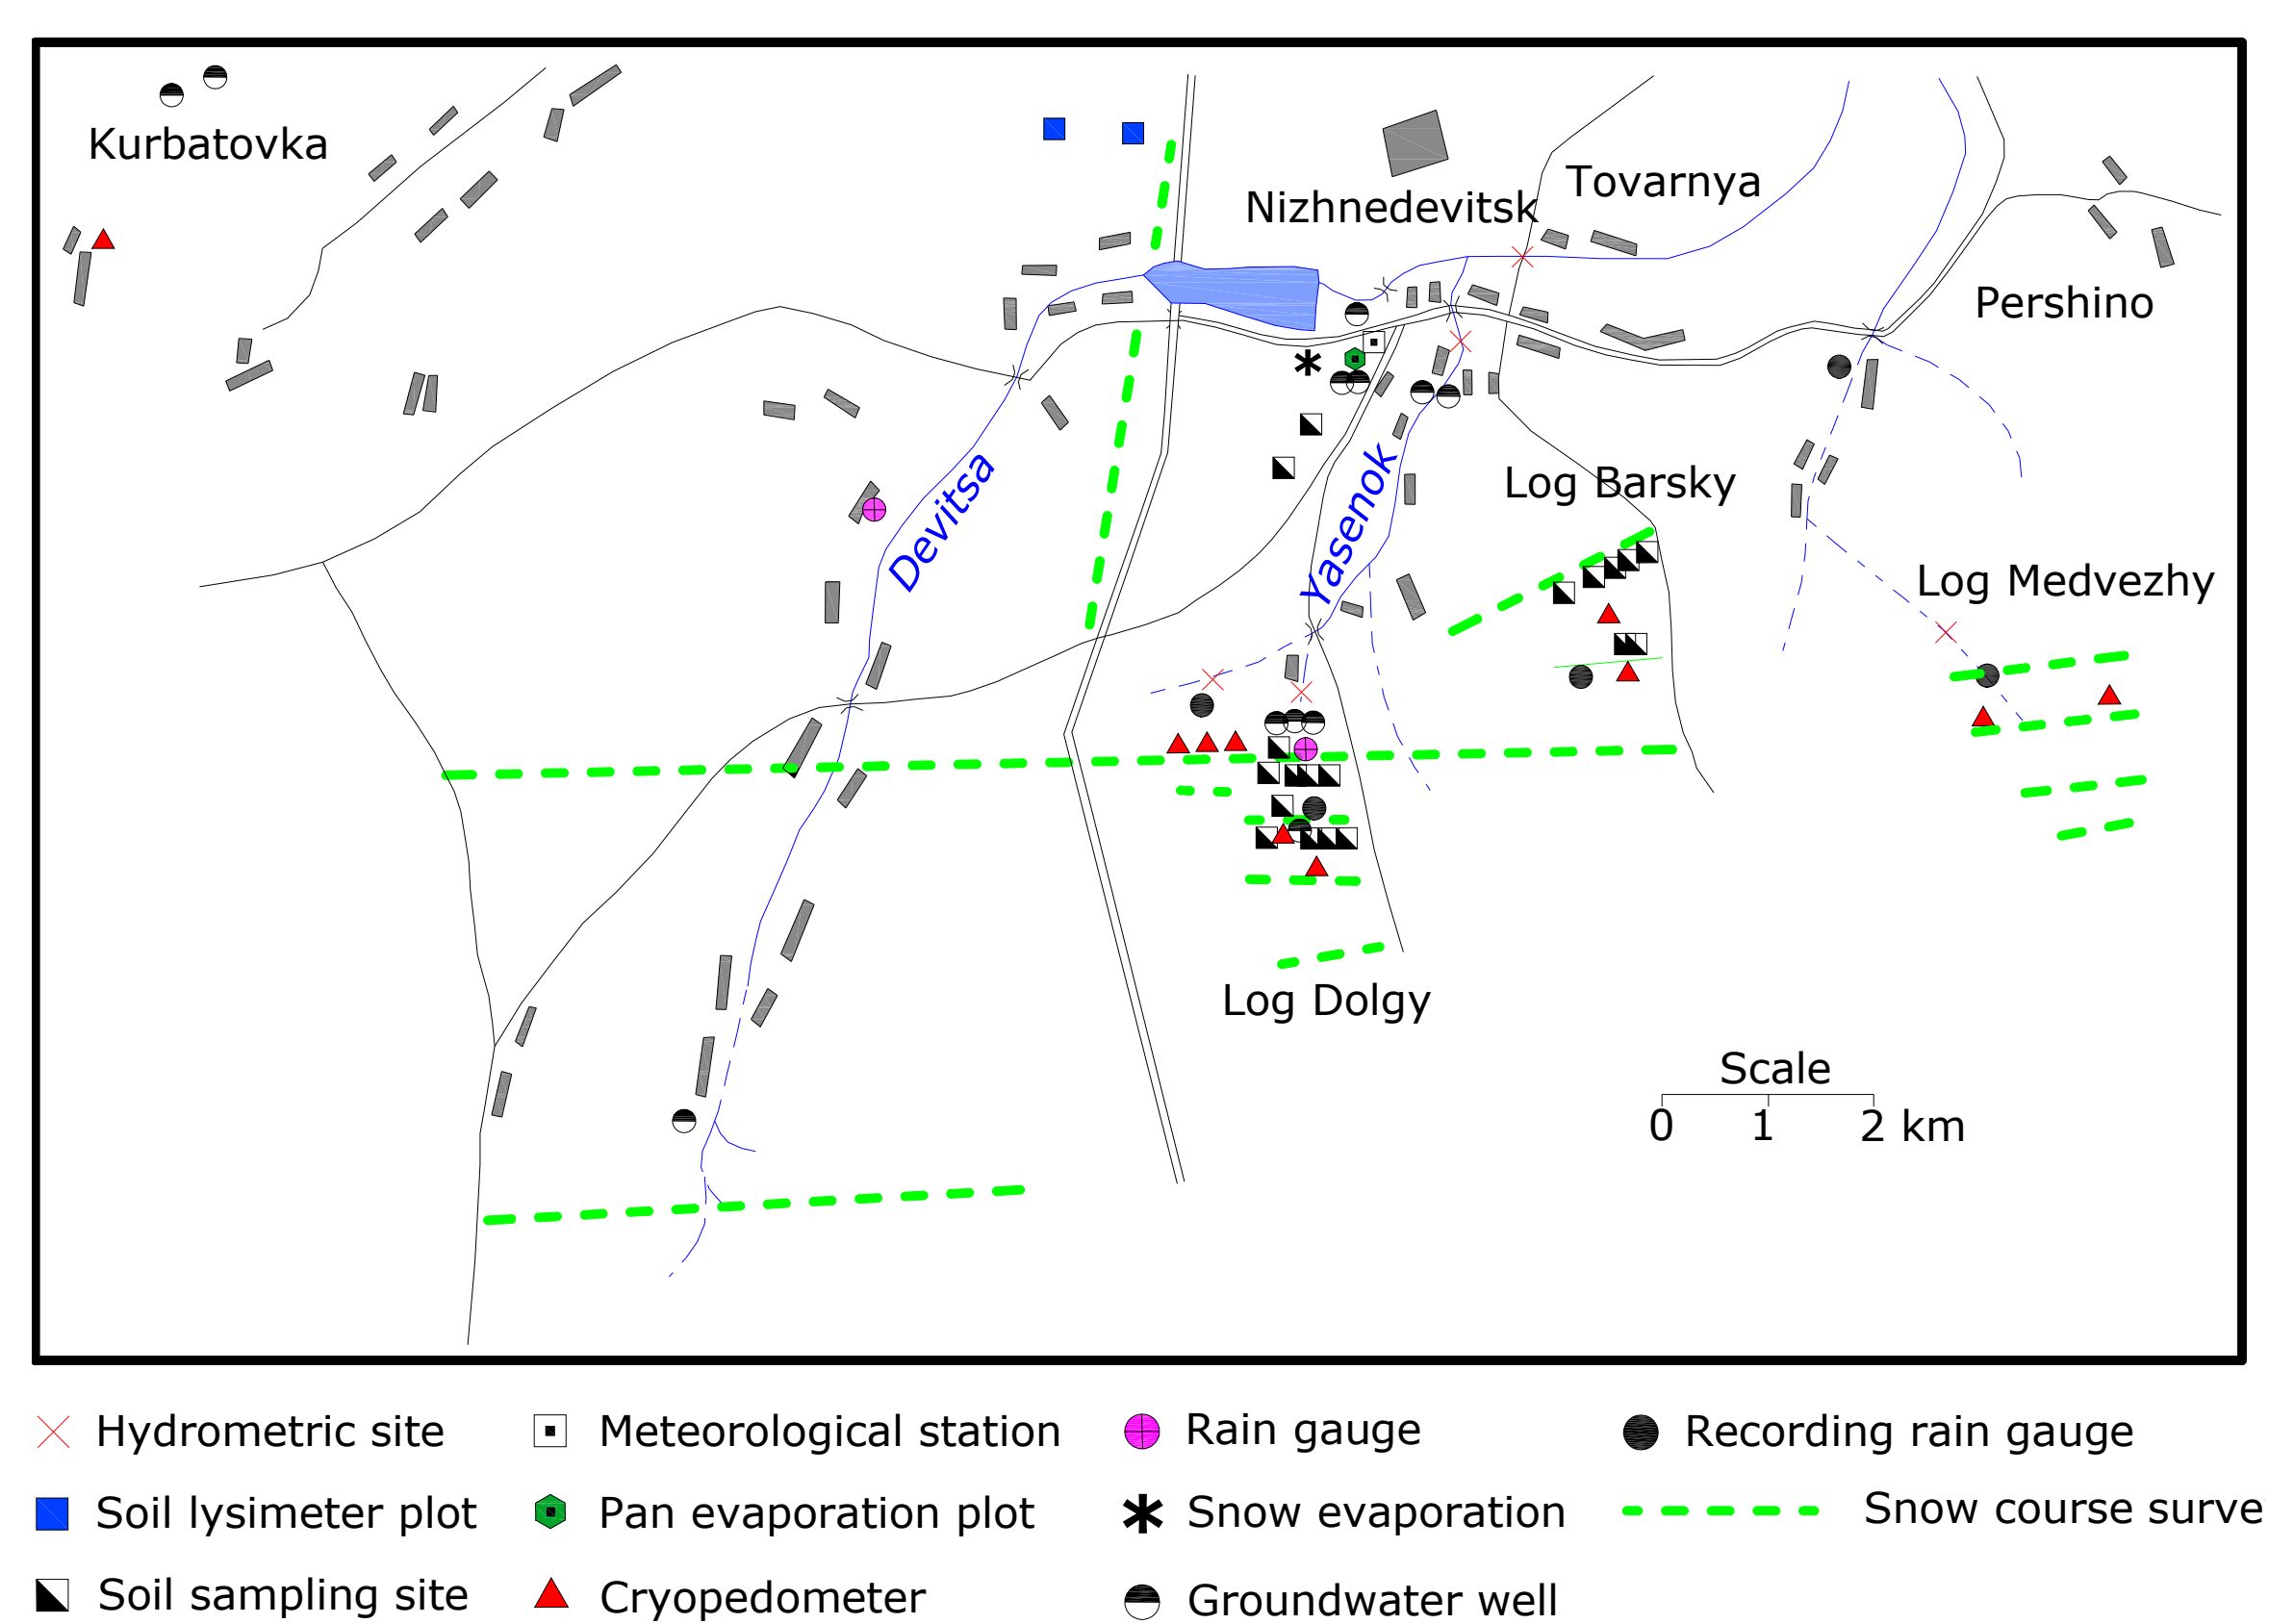 Kurbatovka
Tovarnya
Nizhnedevitsk
Pershino
Devitsa
Yasenok
Log Barsky
Log Medvezhy
Log Dolgy
Scale
0 1 2 km
Hydrometric site Meteorological station Rain gauge Recording rain gauge
Soil lysimeter plot Pan evaporation plot Snow evaporation Snow course surve
Soil sampling site Cryopedometer Groundwater well